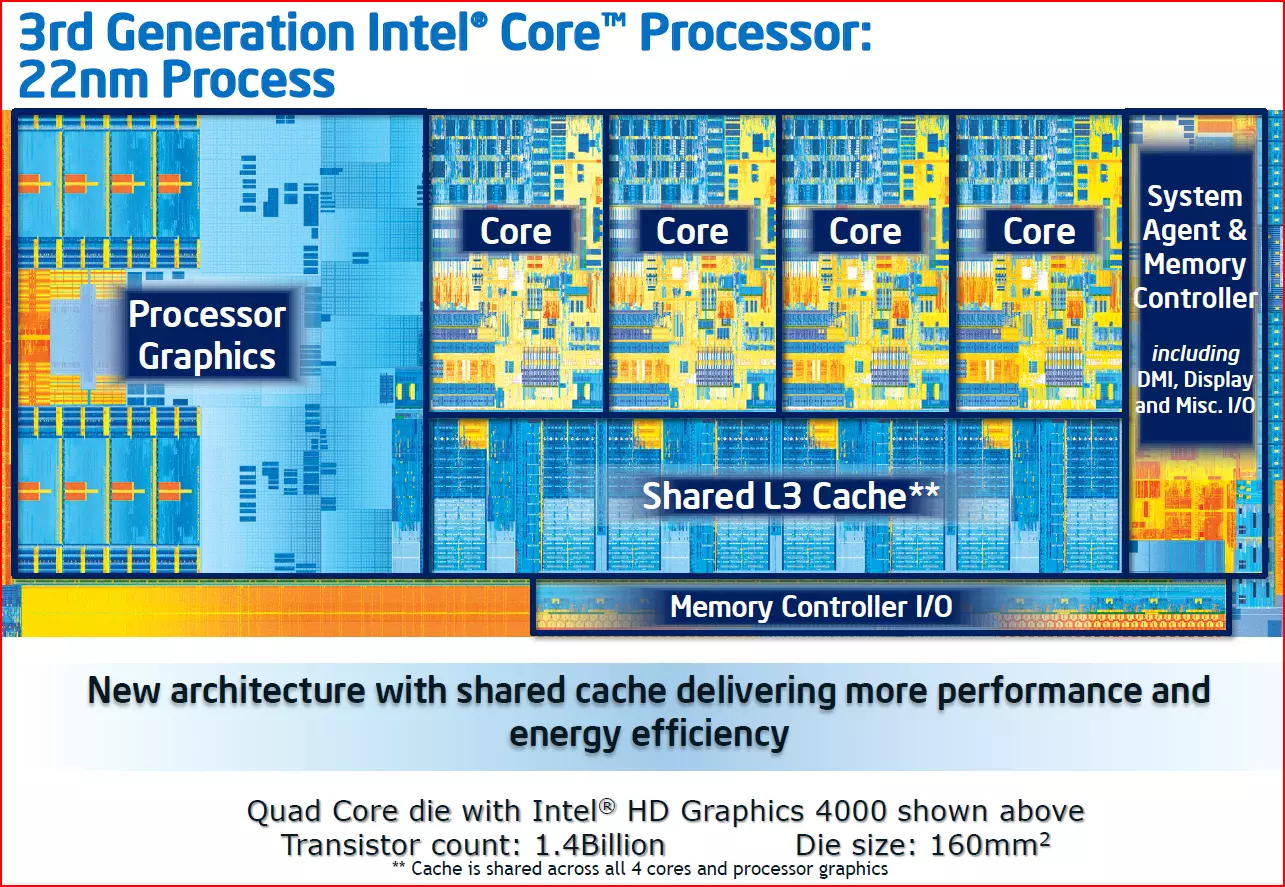 3rd Generation Intel® Core™ Processor:
22nm Process
Processor
Graphics
Core
Core
Core
Core
System
Agent &
Memory
Controller
including
DMI, Display
and Misc. I/O
Shared L3 Cache**
Memory Controller I/O
New architecture with shared cache delivering more performance and
energy efficiency
Quad Core die with Intel® HD Graphics 4000 shown above
Transistor count: 1.4Billion Die size: 160mm²
** Cache is shared across all 4 cores and processor graphics